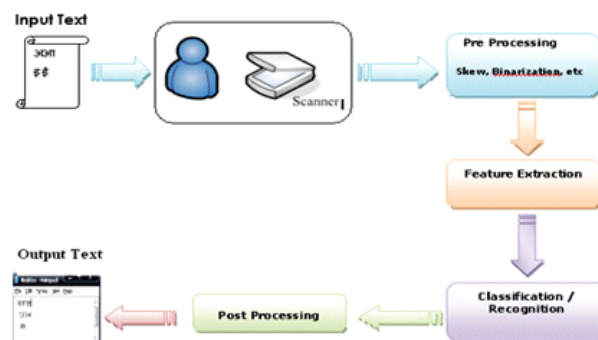 Input Text
Scanner
Pre Processing
Skew, Binarization, etc
Feature Extraction
Classification /
Recognition
Post Processing
Output Text